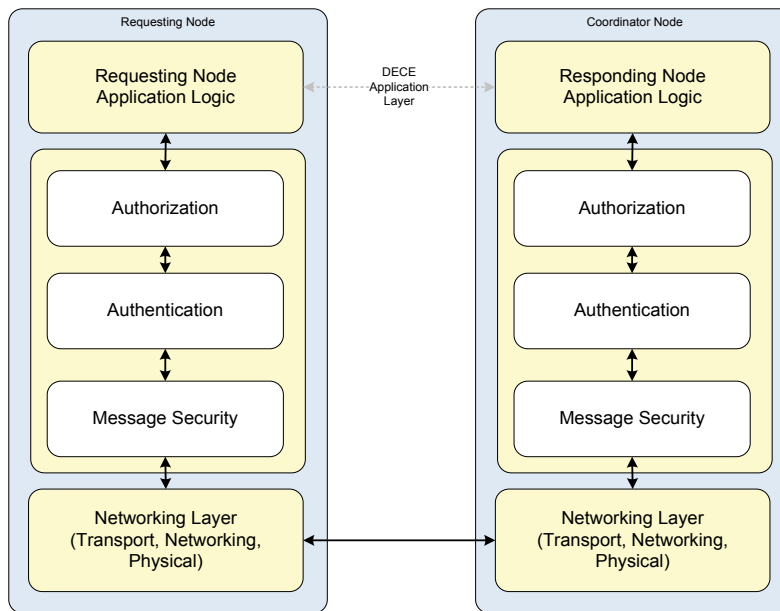 Requesting Node
Requesting Node
Application Logic
Authorization
Authentication
Message Security
Networking Layer
(Transport, Networking,
Physical)
DECE
Application
Layer
Coordinator Node
Responding Node
Application Logic
Authorization
Authentication
Message Security
Networking Layer
(Transport, Networking,
Physical)